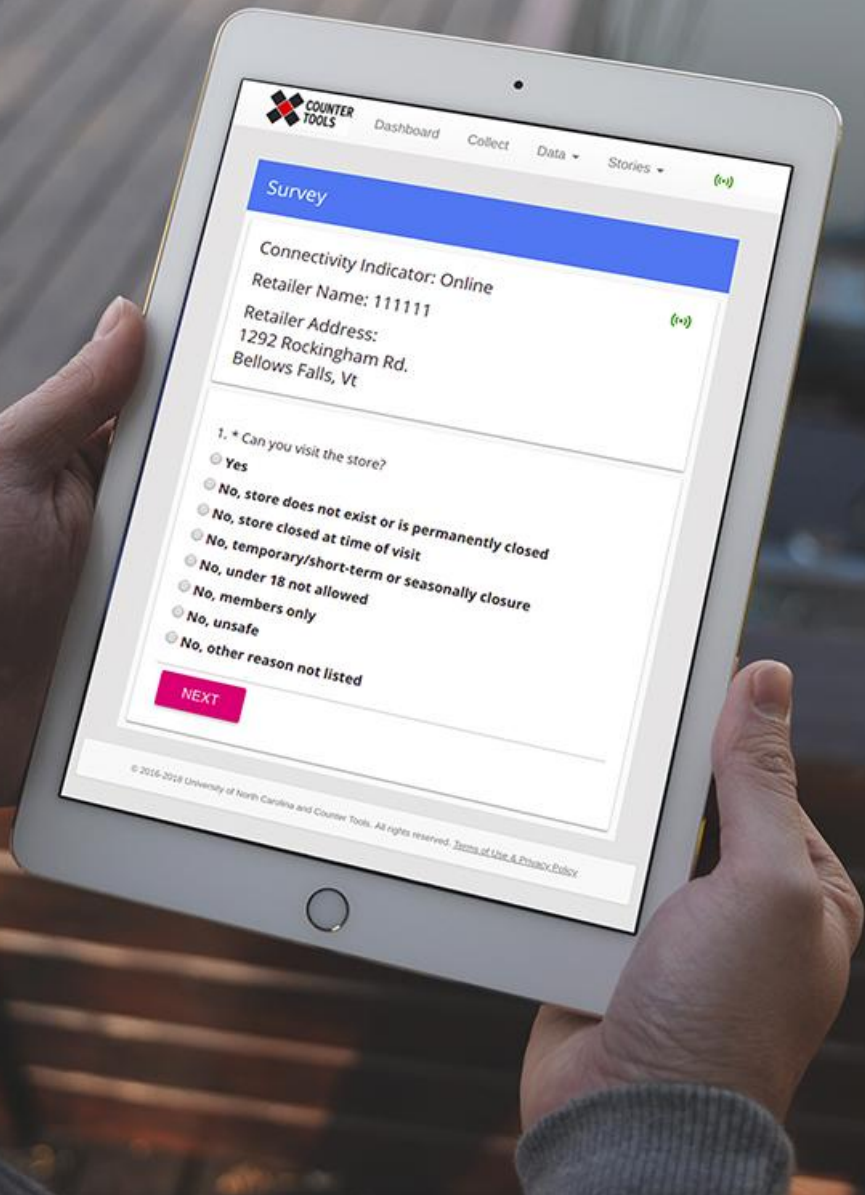 COUNTER
TOOLS
Dashboard
Collect
Data
Stories
Survey
Connectivity Indicator: Online
Retailer Name: 111111
Retailer Address:
1292 Rockingham Rd.
Bellows Falls, Vt
1. * Can you visit the store?
Yes
No, store does not exist or is permanently closed
No, store closed at time of visit
No, temporary/short-term or seasonally closure
No, under 18 not allowed
No, members only
No, unsafe
No, other reason not listed
NEXT
© 2016-2018 University of North Carolina and Counter Tools. All rights reserved. Terms of Use & Privacy Policy